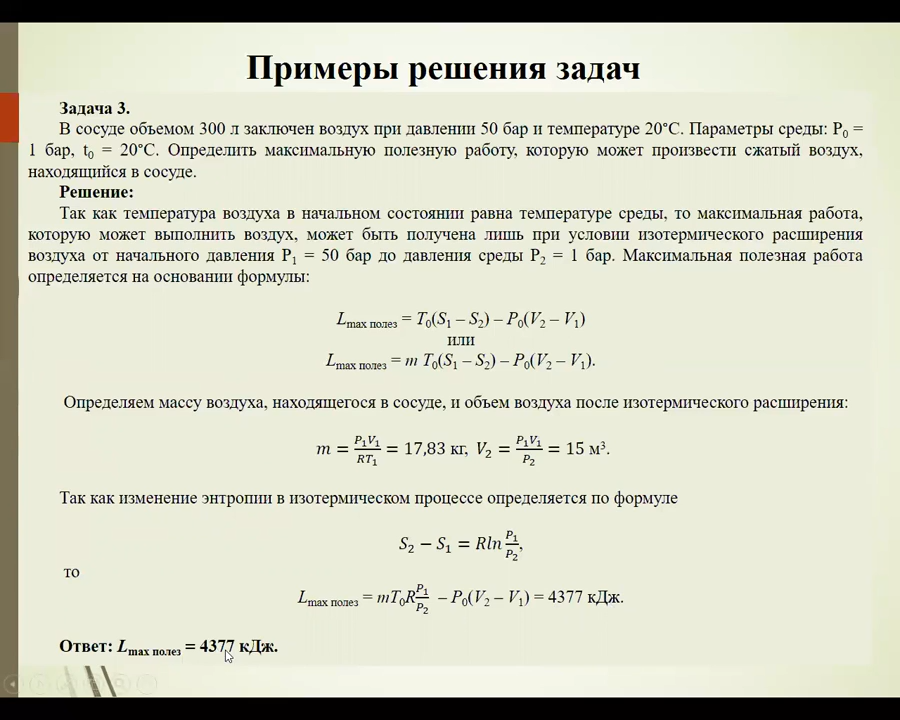 Примеры решения задач
Задача 3.
В сосуде объемом 300 л заключен воздух при давлении 50 бар и температуре 20°С. Параметры среды: P₀ =
1 бар, t₀ = 20°С. Определить максимальную полезную работу, которую может произвести сжатый воздух,
находящийся в сосуде.
Решение:
Так как температура воздуха в начальном состоянии равна температуре среды, то максимальная работа,
которую может выполнить воздух, может быть получена лишь при условии изотермического расширения
воздуха от начального давления P₁ = 50 бар до давления среды P₂ = 1 бар. Максимальная полезная работа
определяется на основании формулы:
Lmax полез = T₀(S₁ – S₂) – P₀(V₂ – V₁)
или
Lmax полез = m T₀(S₁ – S₂) – P₀(V₂ – V₁).
Определяем массу воздуха, находящегося в сосуде, и объем воздуха после изотермического расширения:
m = P₁V₁/RT₁ = 17,83 кг, V₂ = P₁V₁/P₂ = 15 м³.
Так как изменение энтропии в изотермическом процессе определяется по формуле
S₂ − S₁ = Rln P₁/P₂,
то
Lmax полез = mT₀R P₁/P₂ – P₀(V₂ – V₁) = 4377 кДж.
Ответ: Lmax полез = 4377 кДж.